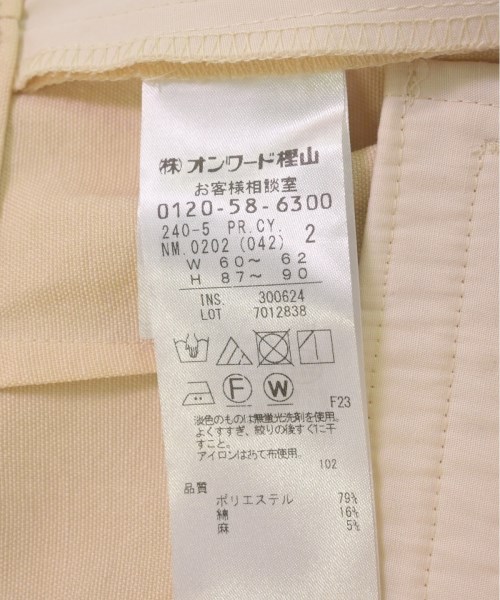 (株)オンワード樫山
お客様相談室
0120-58-6300
240-5 PR.CY.
NM.0202 (042) 2
W 60～ 62
H 87～ 90
INS. 300624
LOT 7012838
F W
F23
淡色のものは無蛍光洗剤を使用。
よくすすぎ、絞りの後すぐに干
すこと。
アイロンはあて布使用。
102
品質
ポリエステル 79%
綿 16%
麻 5%